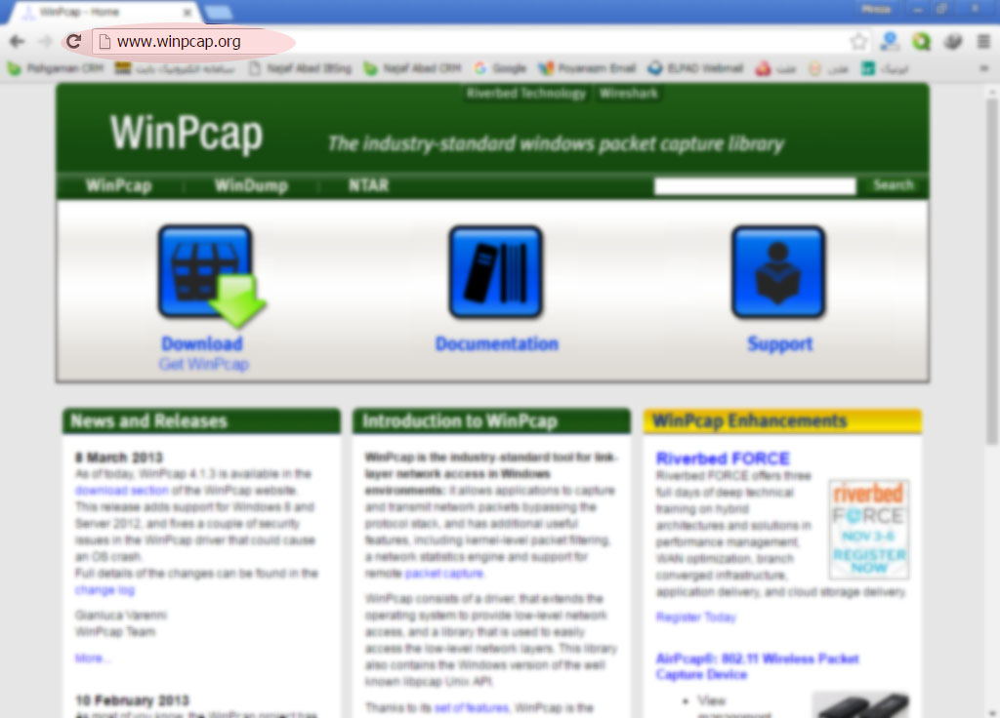 WinPcap - Home
www.winpcap.org
Pishgaman CRM
سامانه الکترونیک بابت
Najaf Abad IBSng
Najaf Abad CRM
Google
Poyanazm Email
ELPAD Webmail
Riverbed Technology
Wireshark
WinPcap
The industry-standard windows packet capture library
WinPcap
WinDump
NTAR
Search
Download
Get WinPcap
Documentation
Support
News and Releases
8 March 2013
As of today, WinPcap 4.1.3 is available in the
download section of the WinPcap website.
This release adds support for Windows 8 and
Server 2012, and fixes a couple of security
issues in the WinPcap driver that could cause
an OS crash.
Full details of the changes can be found in the
change log
Gianluca Varenni
WinPcap Team
More...
10 February 2013
As most of you know, the WinPcap project has
Introduction to WinPcap
WinPcap is the industry-standard tool for link-
layer network access in Windows
environments: it allows applications to capture
and transmit network packets bypassing the
protocol stack, and has additional useful
features, including kernel-level packet filtering,
a network statistics engine and support for
remote packet capture.
WinPcap consists of a driver, that extends the
operating system to provide low-level network
access, and a library that is used to easily
access the low-level network layers. This library
also contains the Windows version of the well
known libpcap Unix API.
Thanks to its set of features, WinPcap is the
WinPcap Enhancements
Riverbed FORCE
Riverbed FORCE offers three
full days of deep technical
training on hybrid
architectures and solutions in
performance management,
WAN optimization, branch
converged infrastructure,
application delivery, and cloud storage delivery.
riverbed
FORCE
NOV 3-6
REGISTER
NOW
Register Today
AirPcap®: 802.11 Wireless Packet
Capture Device
• View
management